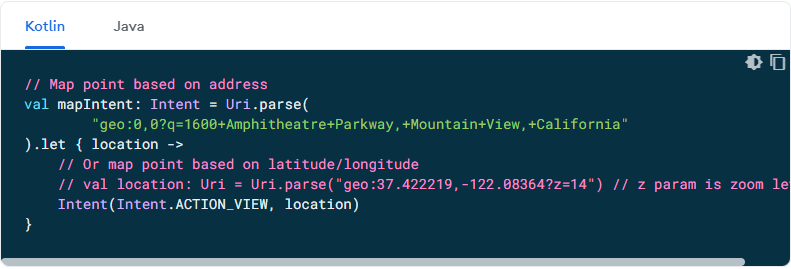 Kotlin Java
// Map point based on address
val mapIntent: Intent = Uri.parse(
"geo:0,0?q=1600+Amphitheatre+Parkway,+Mountain+View,+California"
).let { location ->
// Or map point based on latitude/longitude
// val location: Uri = Uri.parse("geo:37.422219,-122.08364?z=14") // z param is zoom le
Intent(Intent.ACTION_VIEW, location)
}